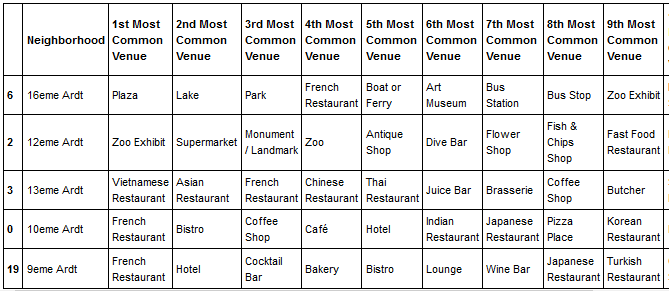 Neighborhood 1st Most Common Venue 2nd Most Common Venue 3rd Most Common Venue 4th Most Common Venue 5th Most Common Venue 6th Most Common Venue 7th Most Common Venue 8th Most Common Venue 9th Most Common Venue
6 16eme Ardt Plaza Lake Park French Restaurant Boat or Ferry Art Museum Bus Station Bus Stop Zoo Exhibit
2 12eme Ardt Zoo Exhibit Supermarket Monument / Landmark Zoo Antique Shop Dive Bar Flower Shop Fish & Chips Shop Fast Food Restaurant
3 13eme Ardt Vietnamese Restaurant Asian Restaurant French Restaurant Chinese Restaurant Thai Restaurant Juice Bar Brasserie Coffee Shop Butcher
0 10eme Ardt French Restaurant Bistro Coffee Shop Café Hotel Indian Restaurant Japanese Restaurant Pizza Place Korean Restaurant
19 9eme Ardt French Restaurant Hotel Cocktail Bar Bakery Bistro Lounge Wine Bar Japanese Restaurant Turkish Restaurant